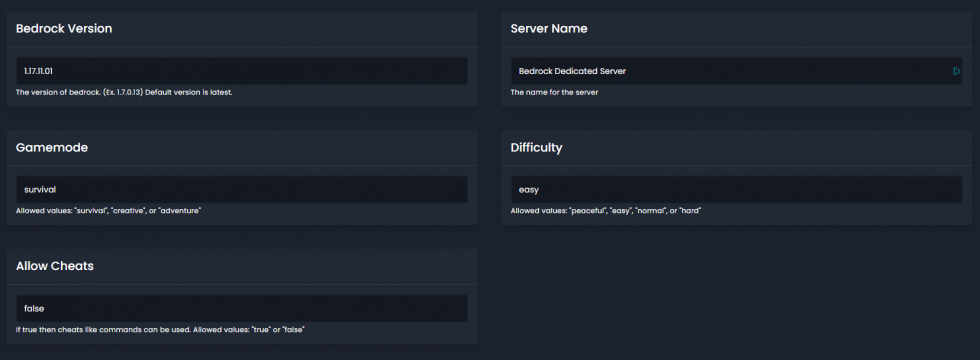 Bedrock Version
1.17.11.01
The version of bedrock. (Ex. 1.7.0.13) Default version is latest.
Server Name
Bedrock Dedicated Server
The name for the server
Gamemode
survival
Allowed values: "survival", "creative", or "adventure"
Difficulty
easy
Allowed values: "peaceful", "easy", "normal", or "hard"
Allow Cheats
false
If true then cheats like commands can be used. Allowed values: "true" or "false"